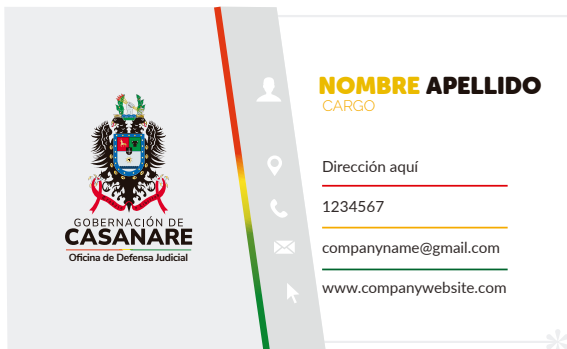 GOBERNACIÓN DE
CASANARE
Oficina de Defensa Judicial
NOMBRE APELLIDO
CARGO
Dirección aquí
1234567
companyname@gmail.com
www.companywebsite.com